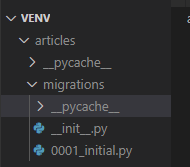 VENV
articles
__pycache__
migrations
__pycache__
__init__.py
0001_initial.py